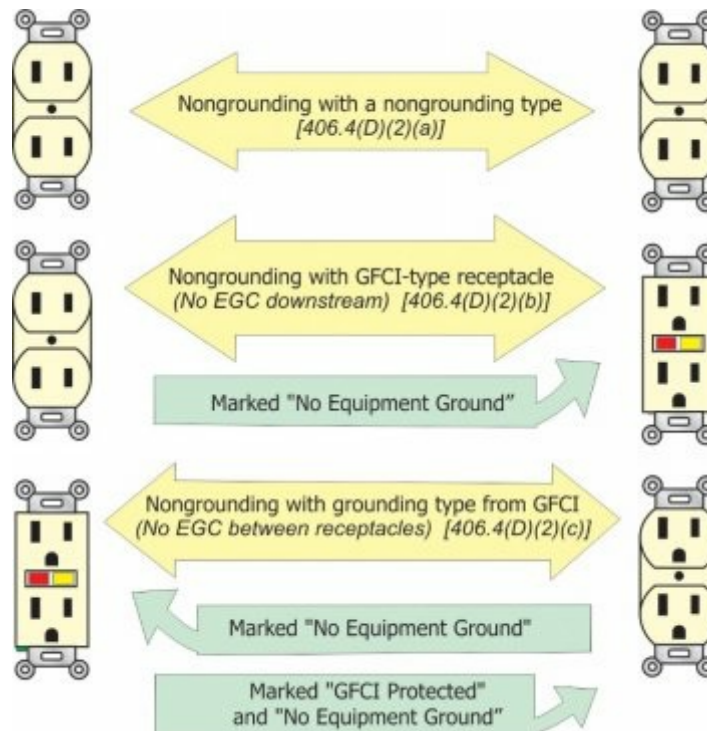 Nongrounding with a nongrounding type
[406.4(D)(2)(a)]
Nongrounding with GFCI-type receptacle
(No EGC downstream) [406.4(D)(2)(b)]
Marked "No Equipment Ground”
Nongrounding with grounding type from GFCI
(No EGC between receptacles) [406.4(D)(2)(c)]
Marked "No Equipment Ground"
Marked "GFCI Protected"
and "No Equipment Ground”